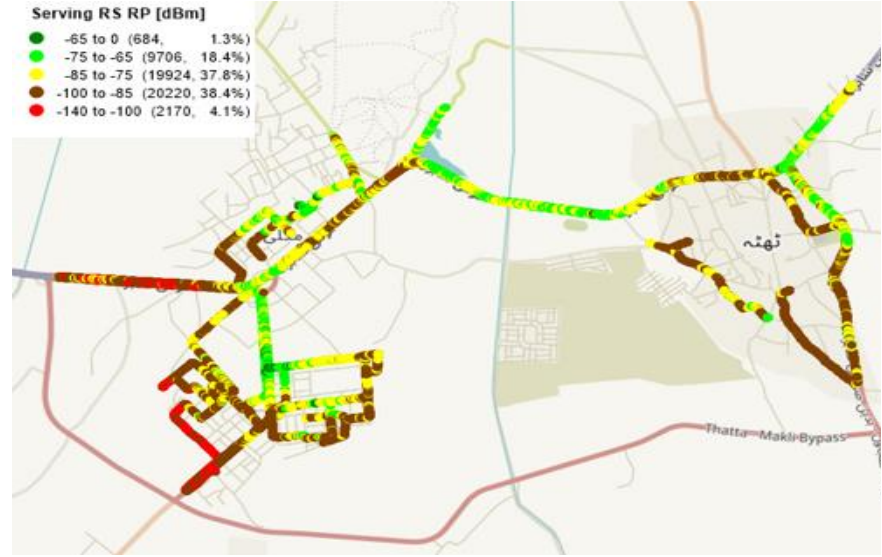 Serving RS RP [dBm]
-65 to 0 (684, 1.3%)
-75 to -65 (9706, 18.4%)
-85 to -75 (19924, 37.8%)
-100 to -85 (20220, 38.4%)
-140 to -100 (2170, 4.1%)
ٹھٹہ
Thatta - Makli Bypass